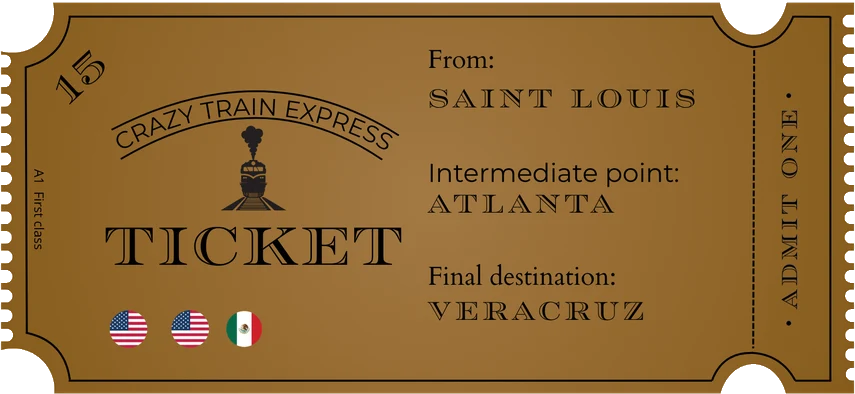 15
CRAZY TRAIN EXPRESS
TICKET
A1 First class
From:
SAINT LOUIS
Intermediate point:
ATLANTA
Final destination:
VERACRUZ
• ADMIT ONE •